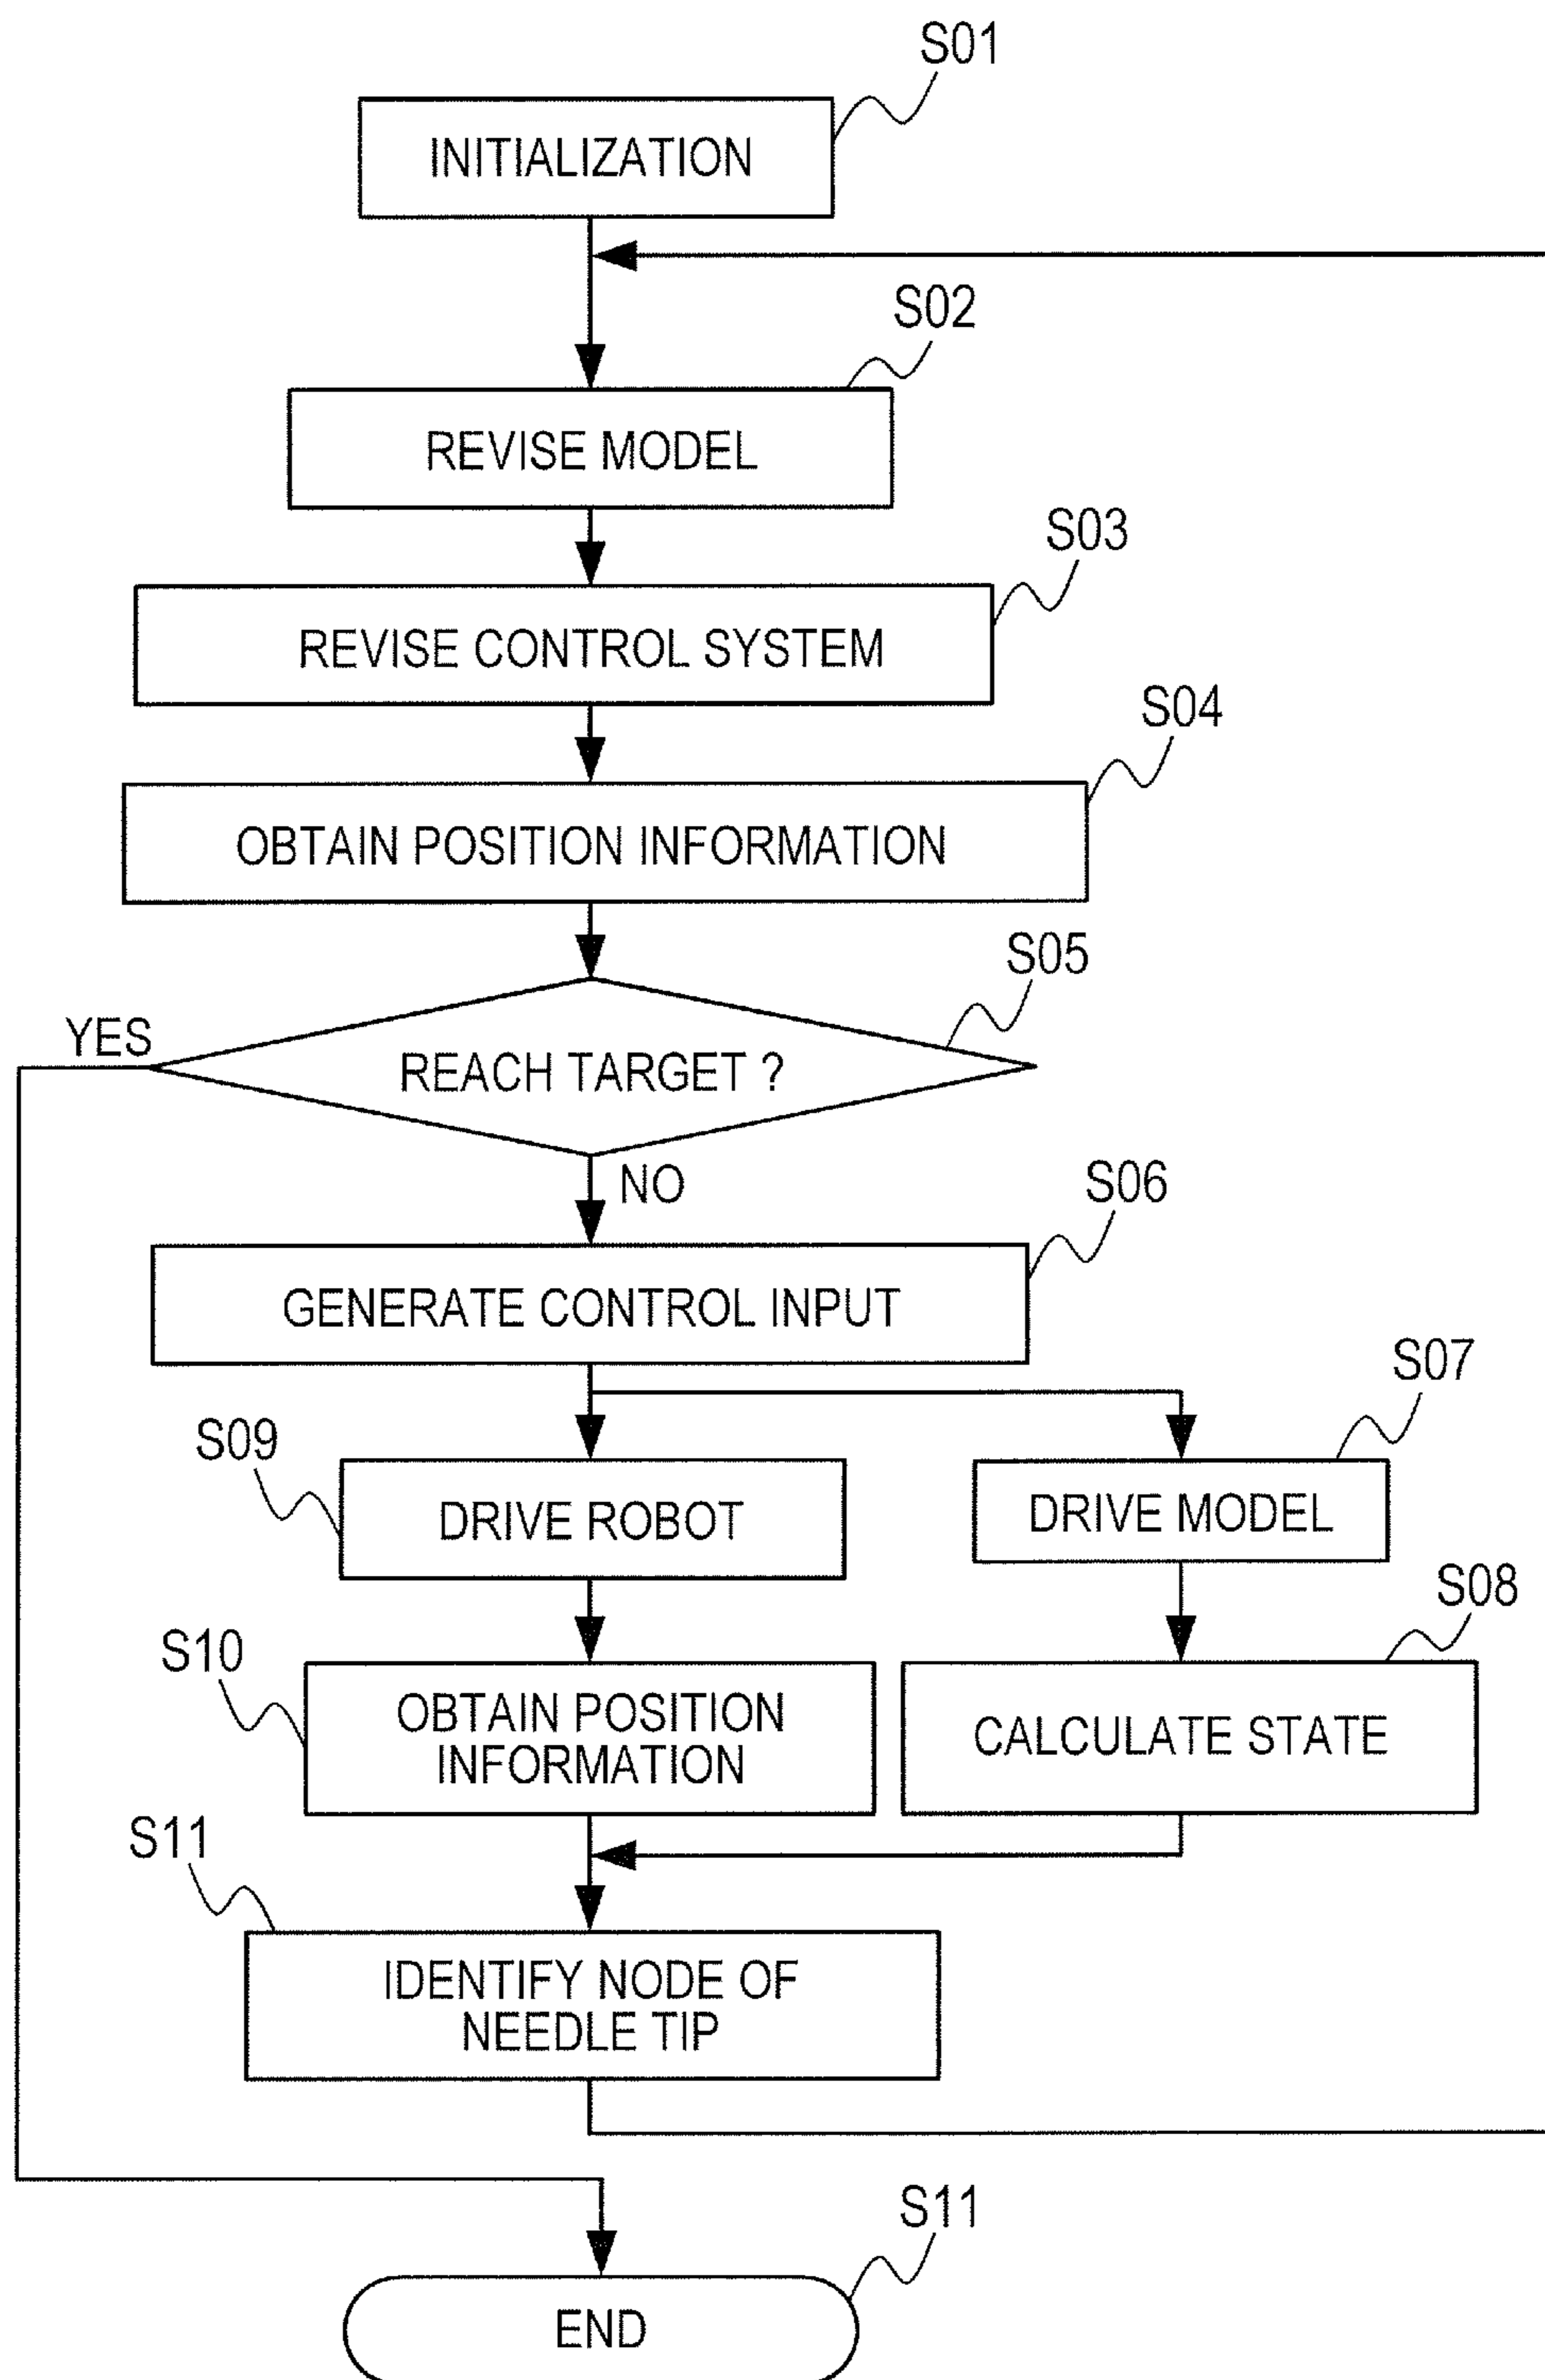 S01
INITIALIZATION
S02
REVISE MODEL
S03
REVISE CONTROL SYSTEM
S04
OBTAIN POSITION INFORMATION
S05
YES
REACH TARGET ?
NO
S06
GENERATE CONTROL INPUT
S07
S09
DRIVE ROBOT
DRIVE MODEL
S08
S10
OBTAIN POSITION
INFORMATION
CALCULATE STATE
S11
IDENTIFY NODE OF
NEEDLE TIP
S11
END